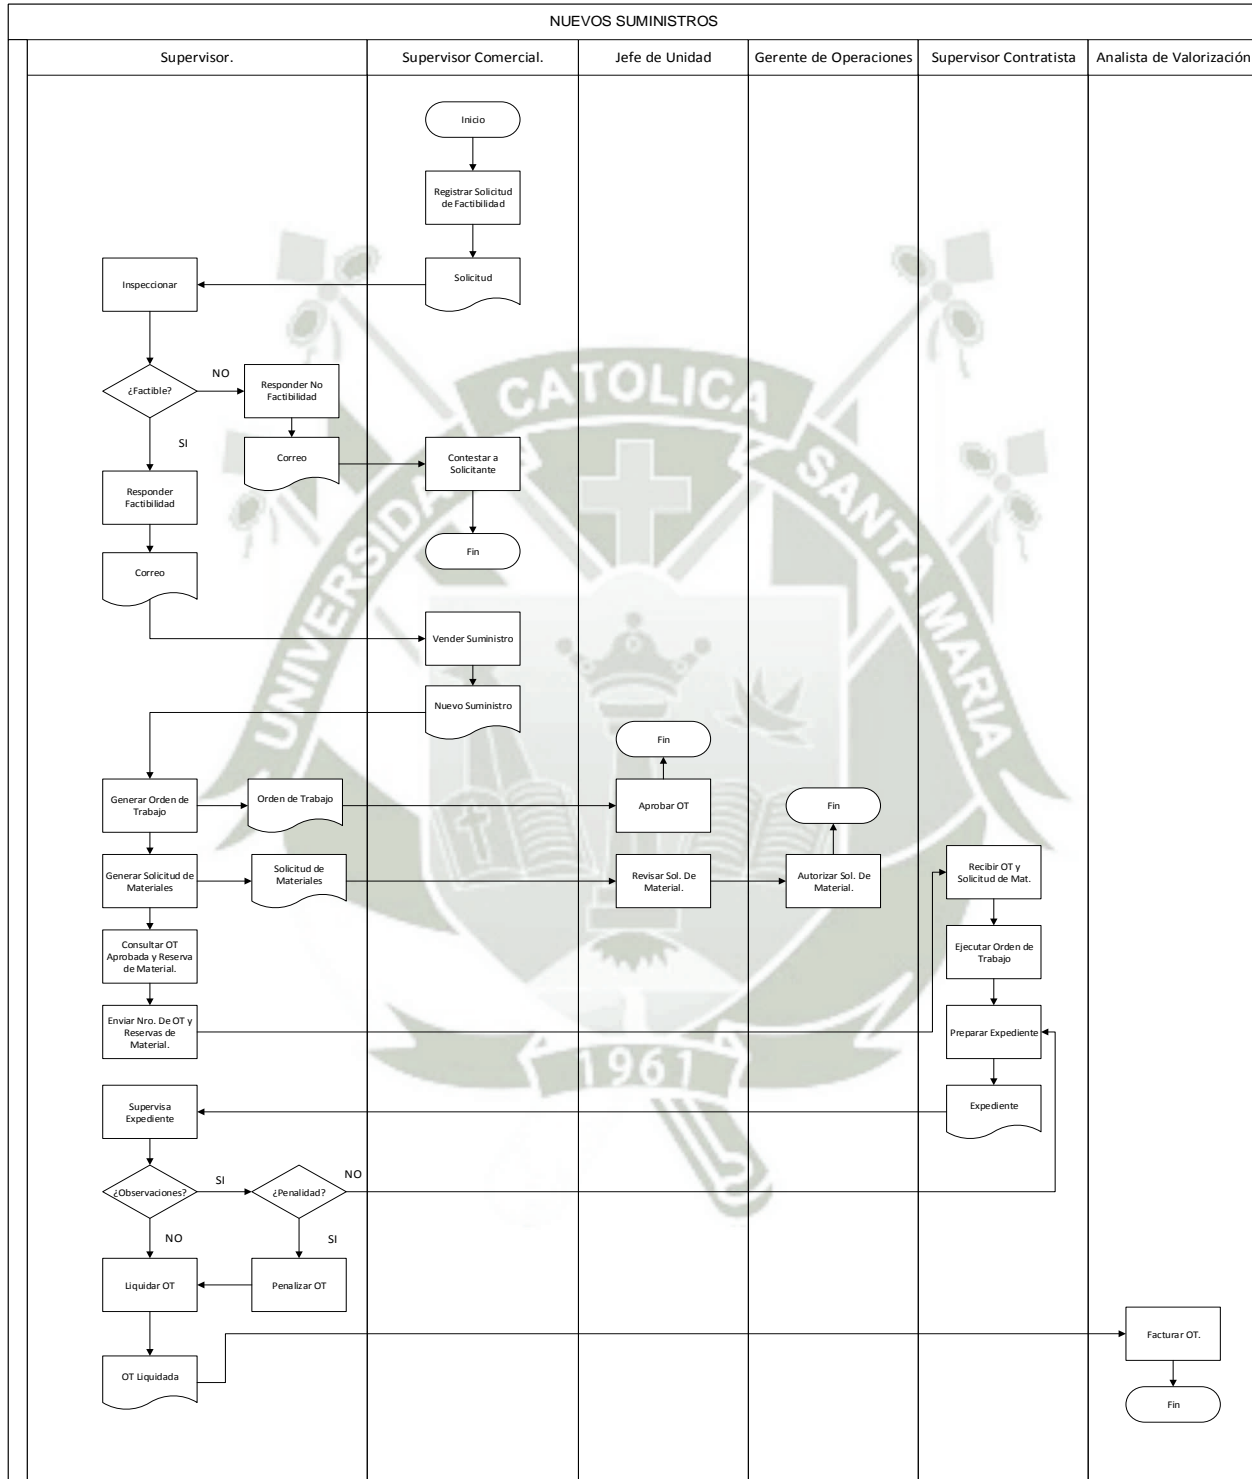 NUEVOS SUMINISTROS
Supervisor.
Supervisor Comercial.
Jefe de Unidad
Gerente de Operaciones
Supervisor Contratista
Analista de Valorización
Inicio
Registrar Solicitud
de Factibilidad
Solicitud
Inspeccionar
¿Factible?
NO
Responder No
Factibilidad
Correo
Contestar a
Solicitante
Fin
SI
Responder
Factibilidad
Correo
Vender Suministro
Nuevo Suministro
Generar Orden de
Trabajo
Orden de Trabajo
Aprobar OT
Fin
Generar Solicitud de
Materiales
Solicitud de
Materiales
Revisar Sol. De
Material.
Autorizar Sol. De
Material.
Fin
Consultar OT
Aprobada y Reserva
de Material.
Enviar Nro. De OT y
Reservas de
Material.
Recibir OT y
Solicitud de Mat.
Ejecutar Orden de
Trabajo
Preparar Expediente
Expediente
Supervisa
Expediente
¿Observaciones?
SI
¿Penalidad?
NO
NO
SI
Liquidar OT
Penalizar OT
OT Liquidada
Facturar OT.
Fin
UNIVERSIDAD
CATOLICA
SANTA MARIA
1961